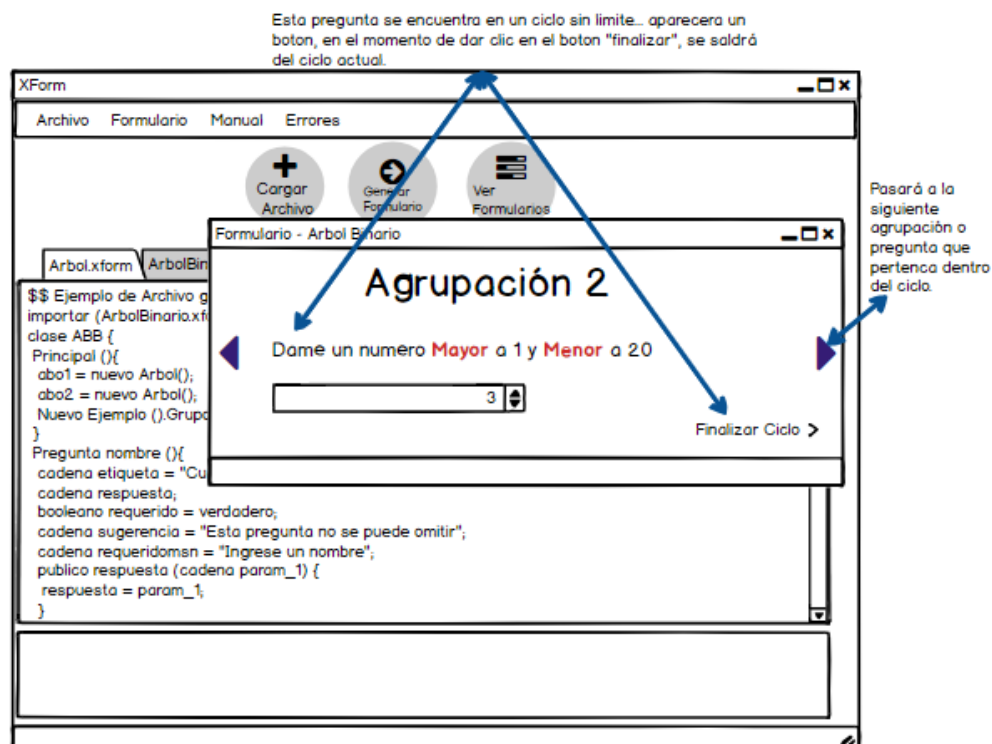 Esta pregunta se encuentra en un ciclo sin limite... aparecera un
boton, en el momento de dar clic en el boton "finalizar", se saldrá
del ciclo actual.
XForm
Archivo Formulario Manual Errores
Cargar
Archivo
Generar
Formulario
Ver
Formularios
Pasará a la
siguiente
agrupación o
pregunta que
pertenca dentro
del ciclo.
Formulario - Arbol Binario
Agrupación 2
Dame un numero Mayor a 1 y Menor a 20
3
Finalizar Ciclo
Arbol.xform ArbolBin
$$ Ejemplo de Archivo g
importar (ArbolBinario.xfo
clase ABB {
Principal (){
abo1 = nuevo Arbol();
abo2 = nuevo Arbol();
Nuevo Ejemplo ().Grupo
}
Pregunta nombre (){
cadena etiqueta = "Cu
cadena respuesta;
booleano requerido = verdadero;
cadena sugerencia = "Esta pregunta no se puede omitir";
cadena requeridomsn = "Ingrese un nombre";
publico respuesta (cadena param_1) {
respuesta = param_1;
}